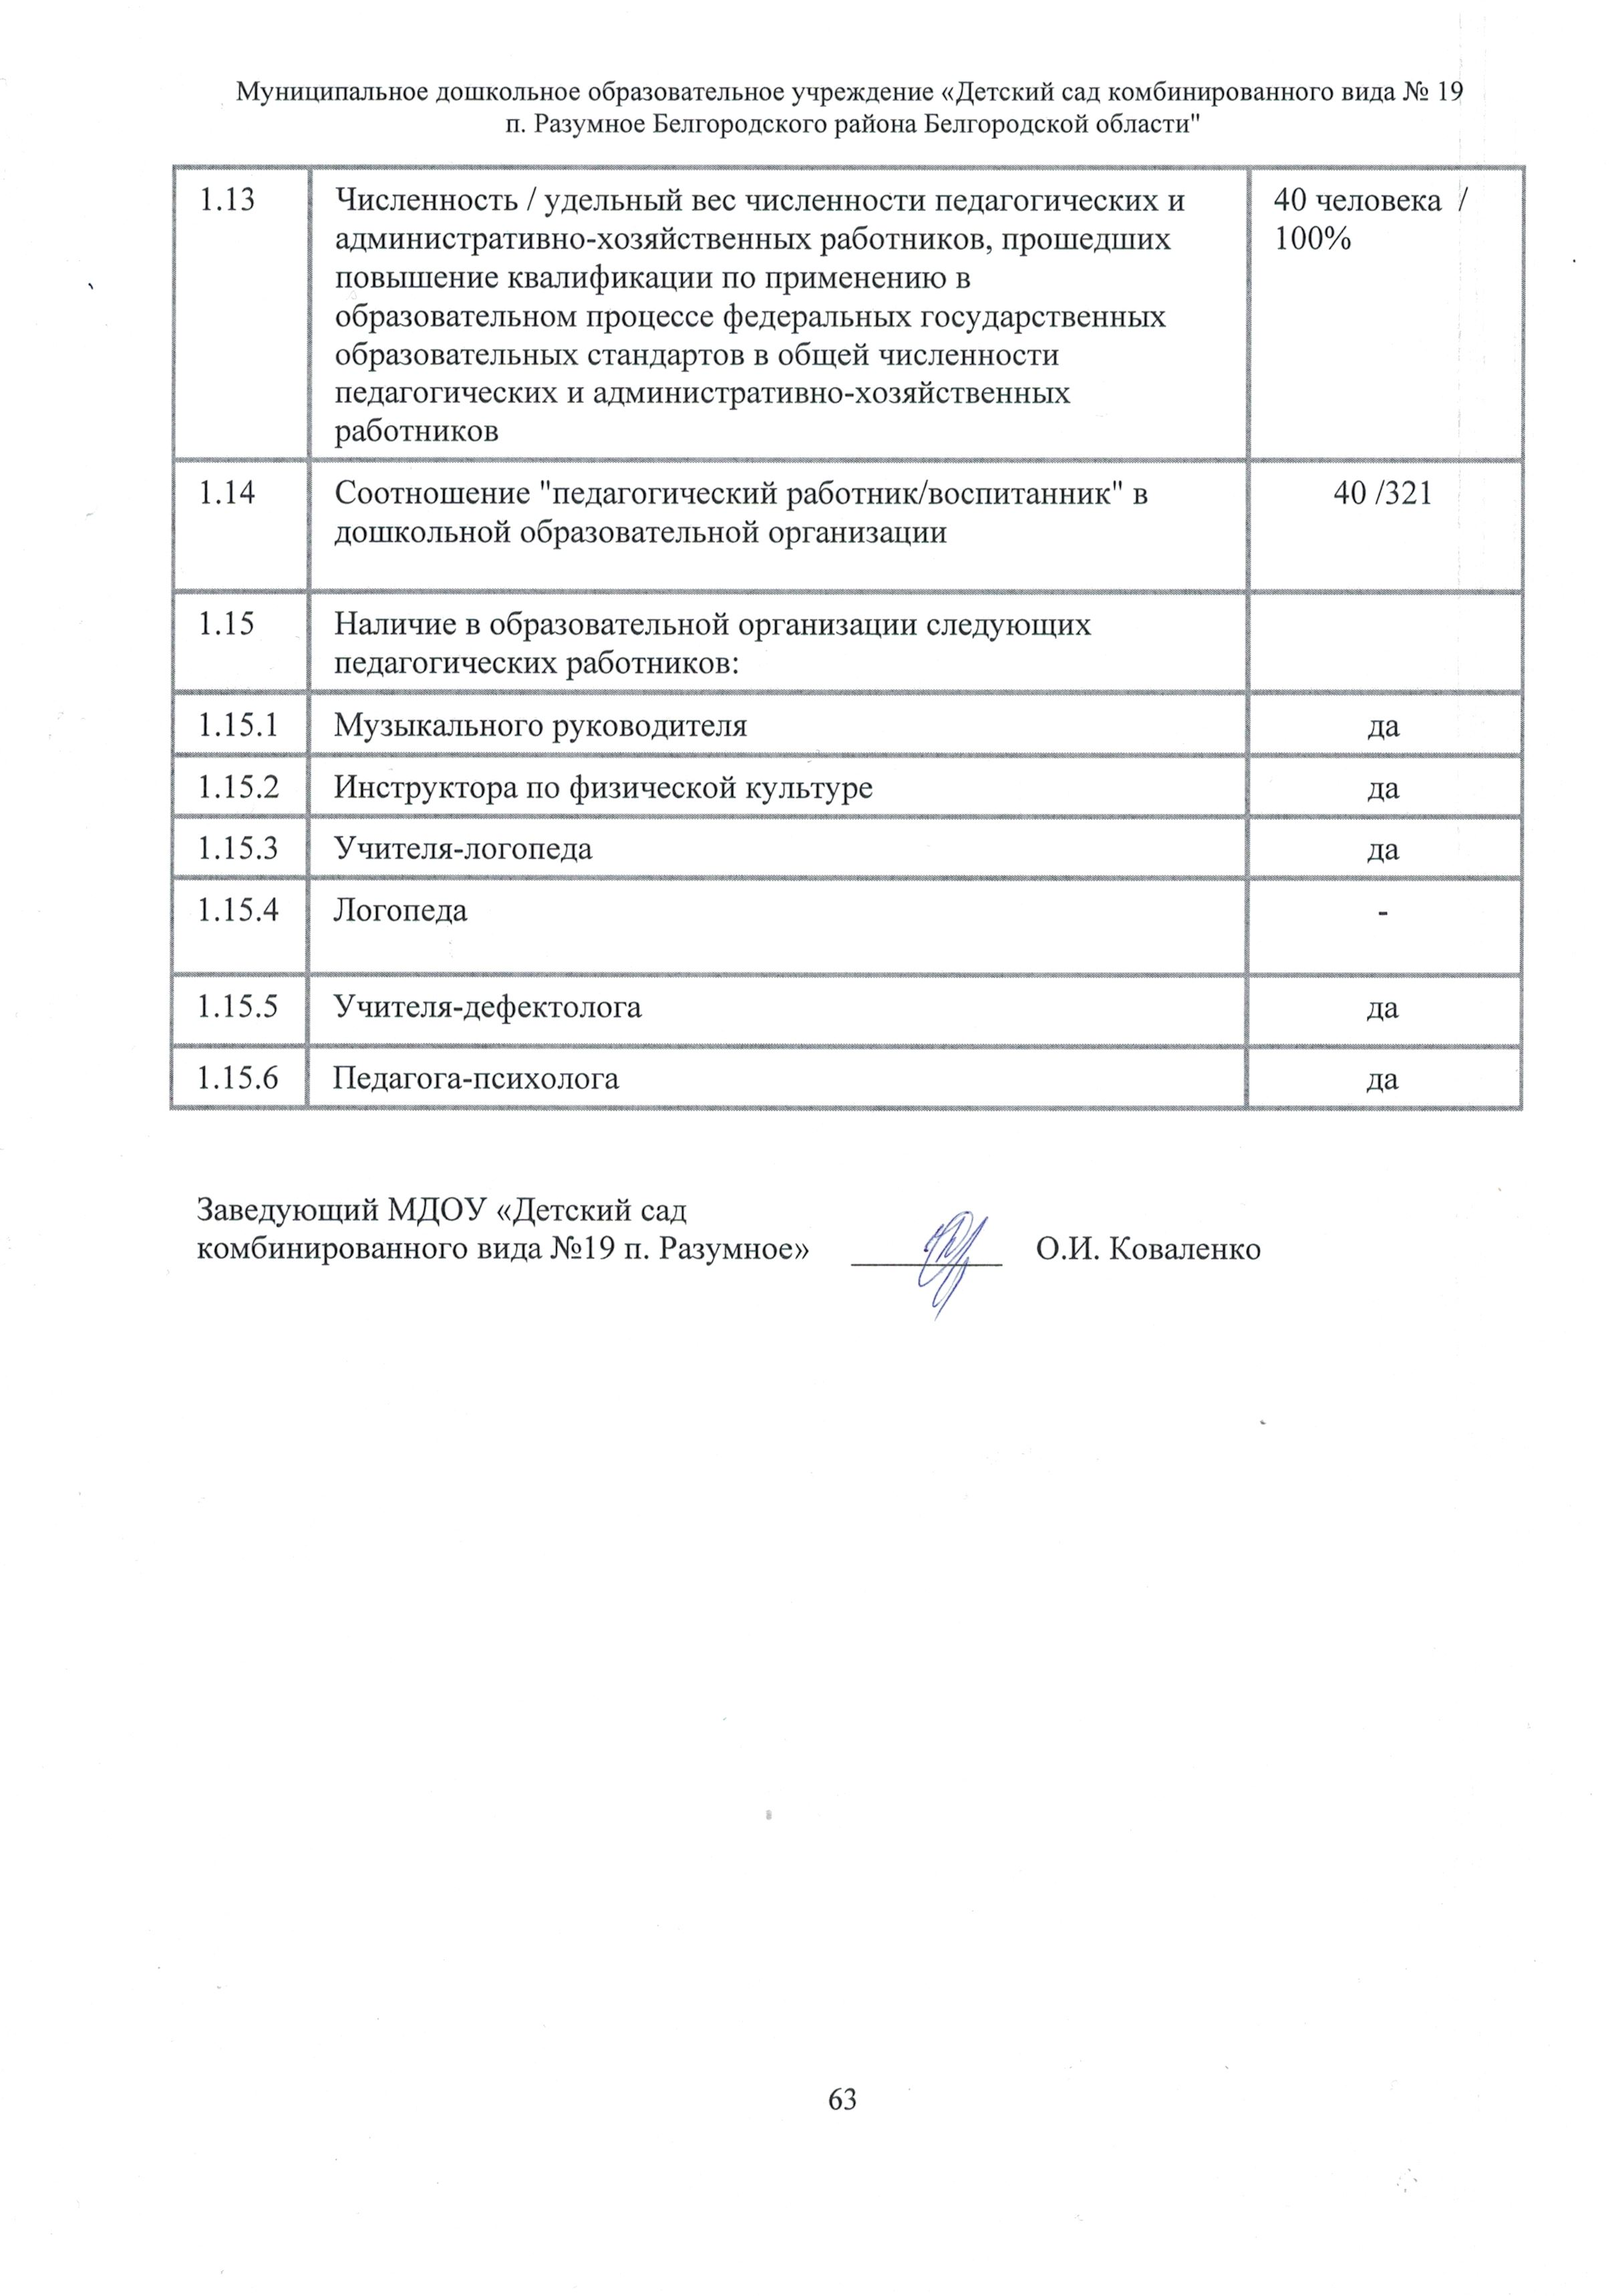 Муниципальное дошкольное образовательное учреждение «Детский сад комбинированного вида № 19
п. Разумное Белгородского района Белгородской области"
1.13
Численность / удельный вес численности педагогических и
административно-хозяйственных работников, прошедших
повышение квалификации по применению в
образовательном процессе федеральных государственных
образовательных стандартов в общей численности
педагогических и административно-хозяйственных
работников
40 человека /
100%
1.14
Соотношение "педагогический работник/воспитанник" в
дошкольной образовательной организации
40 /321
1.15
Наличие в образовательной организации следующих
педагогических работников:
1.15.1 Музыкального руководителя да
1.15.2 Инструктора по физической культуре да
1.15.3 Учителя-логопеда да
1.15.4 Логопеда -
1.15.5 Учителя-дефектолога да
1.15.6 Педагога-психолога да
Заведующий МДОУ «Детский сад
комбинированного вида №19 п. Разумное» О.И. Коваленко
63